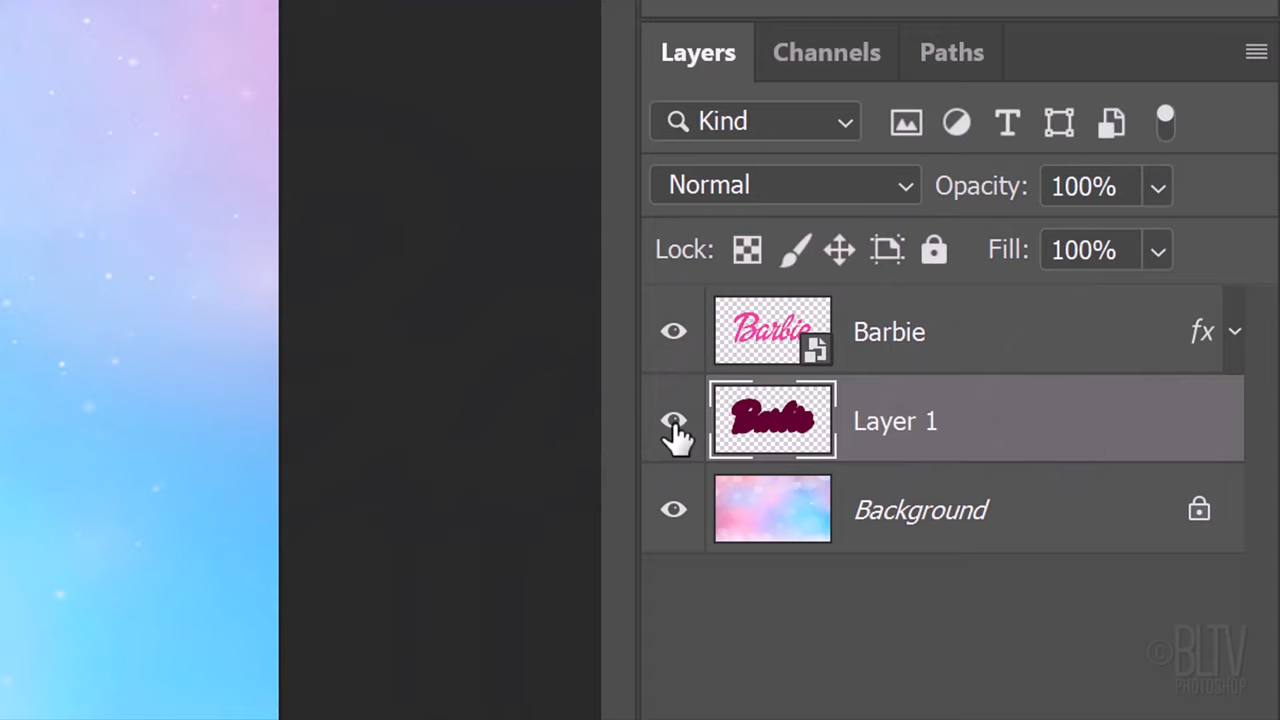 Layers Channels Paths
Kind
Normal Opacity: 100%
Lock: Fill: 100%
Barbie Barbie fx
Barbie Layer 1
Background
©BLTV
PHOTOSHOP